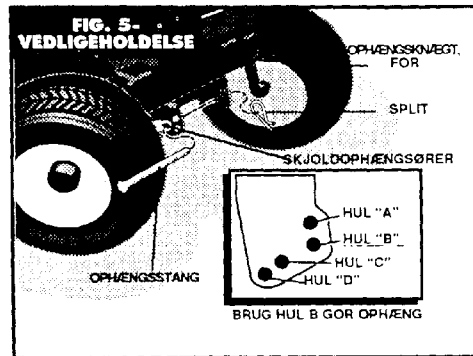 FIG. 5-
VEDLIGEHOLDELSE
OPHÆNGSKNÆGT,
FOR
SPLIT
SKJOLDOPHÆNGSØRER
HUL "A"
HUL "B"
HUL "C"
HUL "D"
OPHÆNGSSTANG
BRUG HUL B GOR OPHÆNG